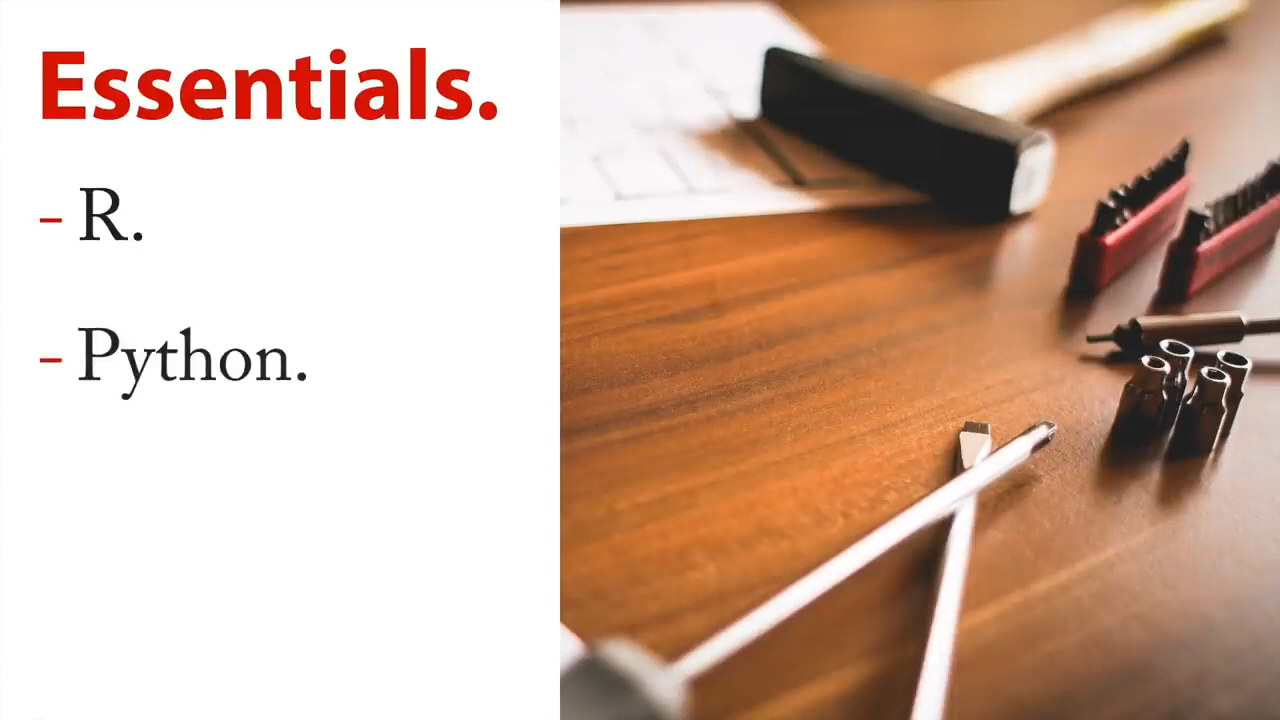 Essentials.
- R.
- Python.